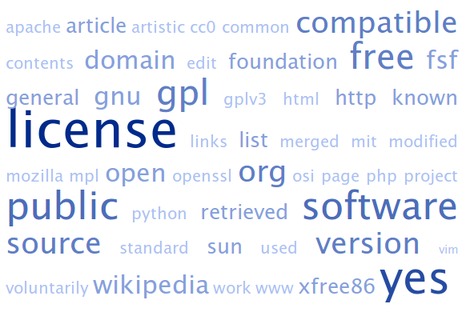 apache article artistic cc0 common compatible
contents domain edit foundation free fsf
general gnu gpl gplv3 html http known
license links list merged mit modified
mozilla mpl open openssl org osi page php project
public python retrieved software
source standard sun used version vim
voluntarily wikipedia work www xfree86 yes